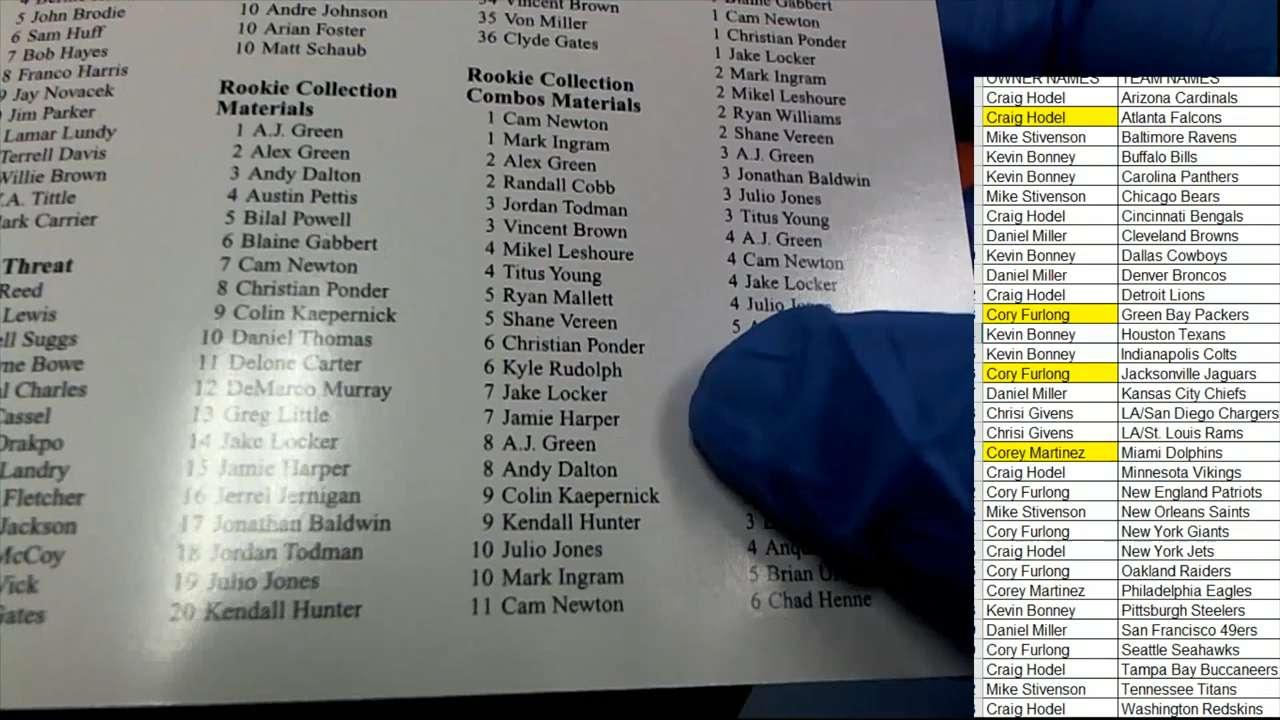 5 John Brodie
6 Sam Huff
7 Bob Hayes
8 Franco Harris
9 Jay Novacek
Jim Parker
Lamar Lundy
Terrell Davis
Willie Brown
.A. Tittle
ark Carrier
Threat
Reed
Lewis
ll Suggs
ne Bowe
l Charles
Cassel
Orakpo
Landry
Fletcher
Jackson
McCoy
Vick
Gates
10 Andre Johnson
10 Arian Foster
10 Matt Schaub
Rookie Collection
Materials
1 A.J. Green
2 Alex Green
3 Andy Dalton
4 Austin Pettis
5 Bilal Powell
6 Blaine Gabbert
7 Cam Newton
8 Christian Ponder
9 Colin Kaepernick
10 Daniel Thomas
11 Delone Carter
12 DeMarco Murray
13 Greg Little
14 Jake Locker
15 Jamie Harper
16 Jerrel Jernigan
17 Jonathan Baldwin
18 Jordan Todman
19 Julio Jones
20 Kendall Hunter
34 Vincent Brown
35 Von Miller
36 Clyde Gates
Rookie Collection
Combos Materials
1 Cam Newton
1 Mark Ingram
2 Alex Green
2 Randall Cobb
3 Jordan Todman
3 Vincent Brown
4 Mikel Leshoure
4 Titus Young
5 Ryan Mallett
5 Shane Vereen
6 Christian Ponder
6 Kyle Rudolph
7 Jake Locker
7 Jamie Harper
8 A.J. Green
8 Andy Dalton
9 Colin Kaepernick
9 Kendall Hunter
10 Julio Jones
10 Mark Ingram
11 Cam Newton
Blaine Gabbert
1 Cam Newton
1 Christian Ponder
1 Jake Locker
2 Mark Ingram
2 Mikel Leshoure
2 Ryan Williams
2 Shane Vereen
3 A.J. Green
3 Jonathan Baldwin
3 Julio Jones
3 Titus Young
4 A.J. Green
4 Cam Newton
4 Jake Locker
4 Julio Jones
5
3
4 Anqu
5 Brian U
6 Chad Henne
OWNER NAMES TEAM NAMES
Craig Hodel Arizona Cardinals
Craig Hodel Atlanta Falcons
Mike Stivenson Baltimore Ravens
Kevin Bonney Buffalo Bills
Kevin Bonney Carolina Panthers
Mike Stivenson Chicago Bears
Craig Hodel Cincinnati Bengals
Daniel Miller Cleveland Browns
Kevin Bonney Dallas Cowboys
Daniel Miller Denver Broncos
Craig Hodel Detroit Lions
Cory Furlong Green Bay Packers
Kevin Bonney Houston Texans
Kevin Bonney Indianapolis Colts
Cory Furlong Jacksonville Jaguars
Daniel Miller Kansas City Chiefs
Chrisi Givens LA/San Diego Chargers
Chrisi Givens LA/St. Louis Rams
Corey Martinez Miami Dolphins
Craig Hodel Minnesota Vikings
Cory Furlong New England Patriots
Mike Stivenson New Orleans Saints
Cory Furlong New York Giants
Craig Hodel New York Jets
Cory Furlong Oakland Raiders
Corey Martinez Philadelphia Eagles
Kevin Bonney Pittsburgh Steelers
Daniel Miller San Francisco 49ers
Cory Furlong Seattle Seahawks
Craig Hodel Tampa Bay Buccaneers
Mike Stivenson Tennessee Titans
Craig Hodel Washington Redskins